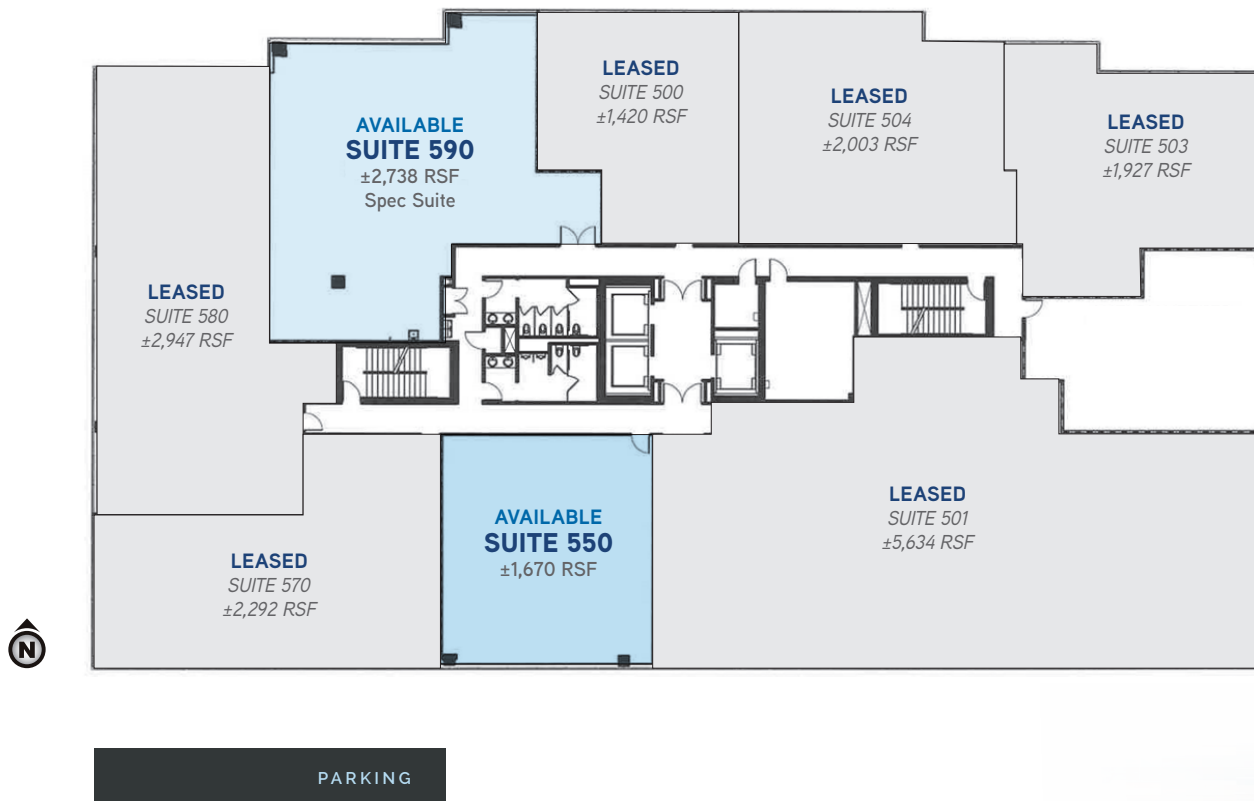 LEASED
SUITE 500
±1,420 RSF
LEASED
SUITE 504
±2,003 RSF
LEASED
SUITE 503
±1,927 RSF
AVAILABLE
SUITE 590
±2,738 RSF
Spec Suite
LEASED
SUITE 580
±2,947 RSF
LEASED
SUITE 570
±2,292 RSF
AVAILABLE
SUITE 550
±1,670 RSF
LEASED
SUITE 501
±5,634 RSF
N
PARKING